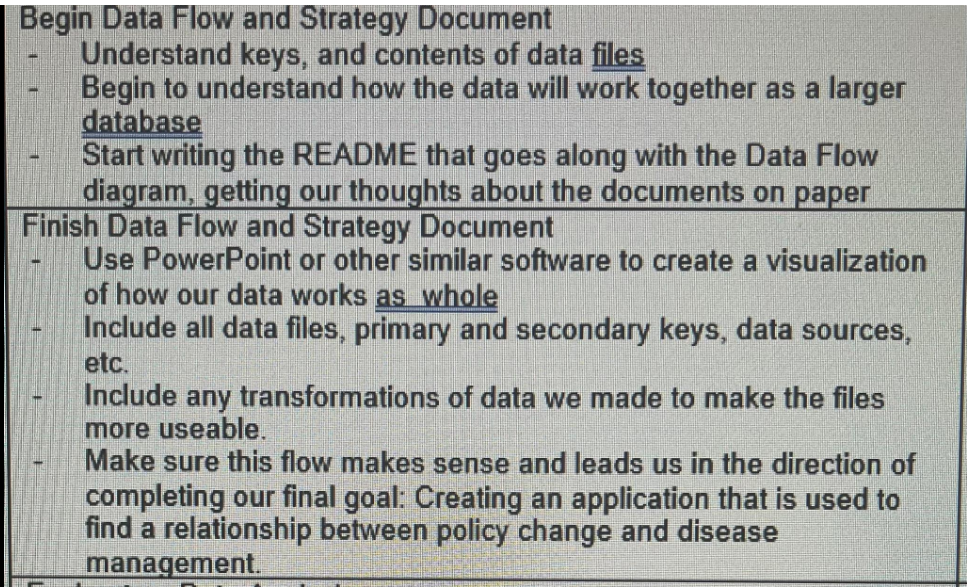 Begin Data Flow and Strategy Document
- Understand keys, and contents of data files
- Begin to understand how the data will work together as a larger
database
- Start writing the README that goes along with the Data Flow
diagram, getting our thoughts about the documents on paper
Finish Data Flow and Strategy Document
- Use PowerPoint or other similar software to create a visualization
of how our data works as whole
- Include all data files, primary and secondary keys, data sources,
etc.
- Include any transformations of data we made to make the files
more useable.
- Make sure this flow makes sense and leads us in the direction of
completing our final goal: Creating an application that is used to
find a relationship between policy change and disease
management.